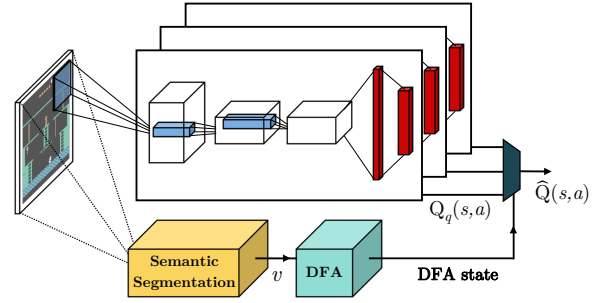 Q̂(s,a)
Q_q(s,a)
Semantic
Segmentation
v
DFA
DFA state